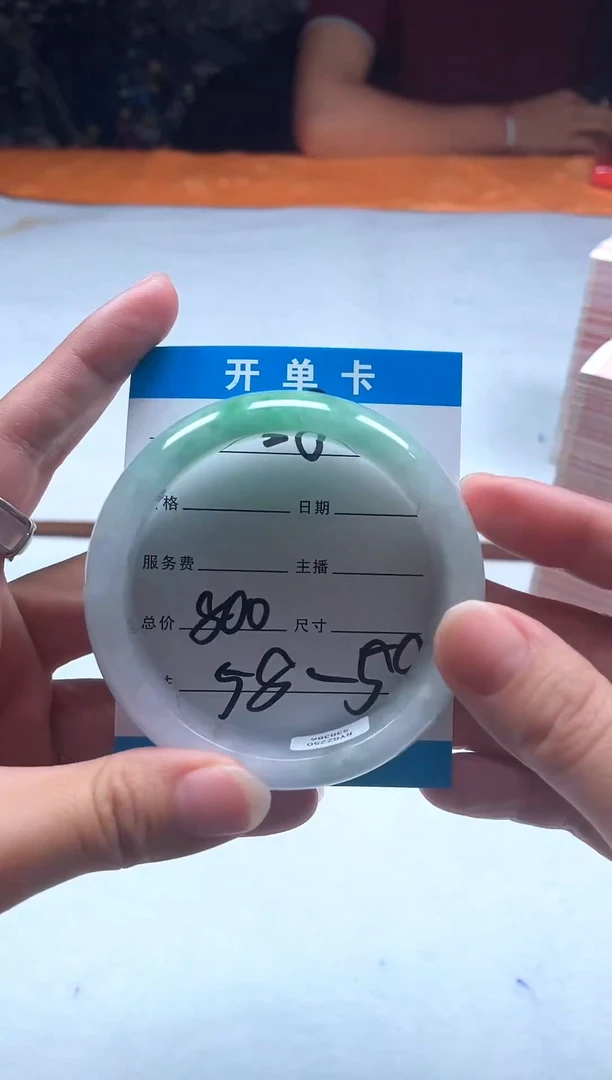 开单卡
格 日期
服务费 主播
总价 800 尺寸
58-50